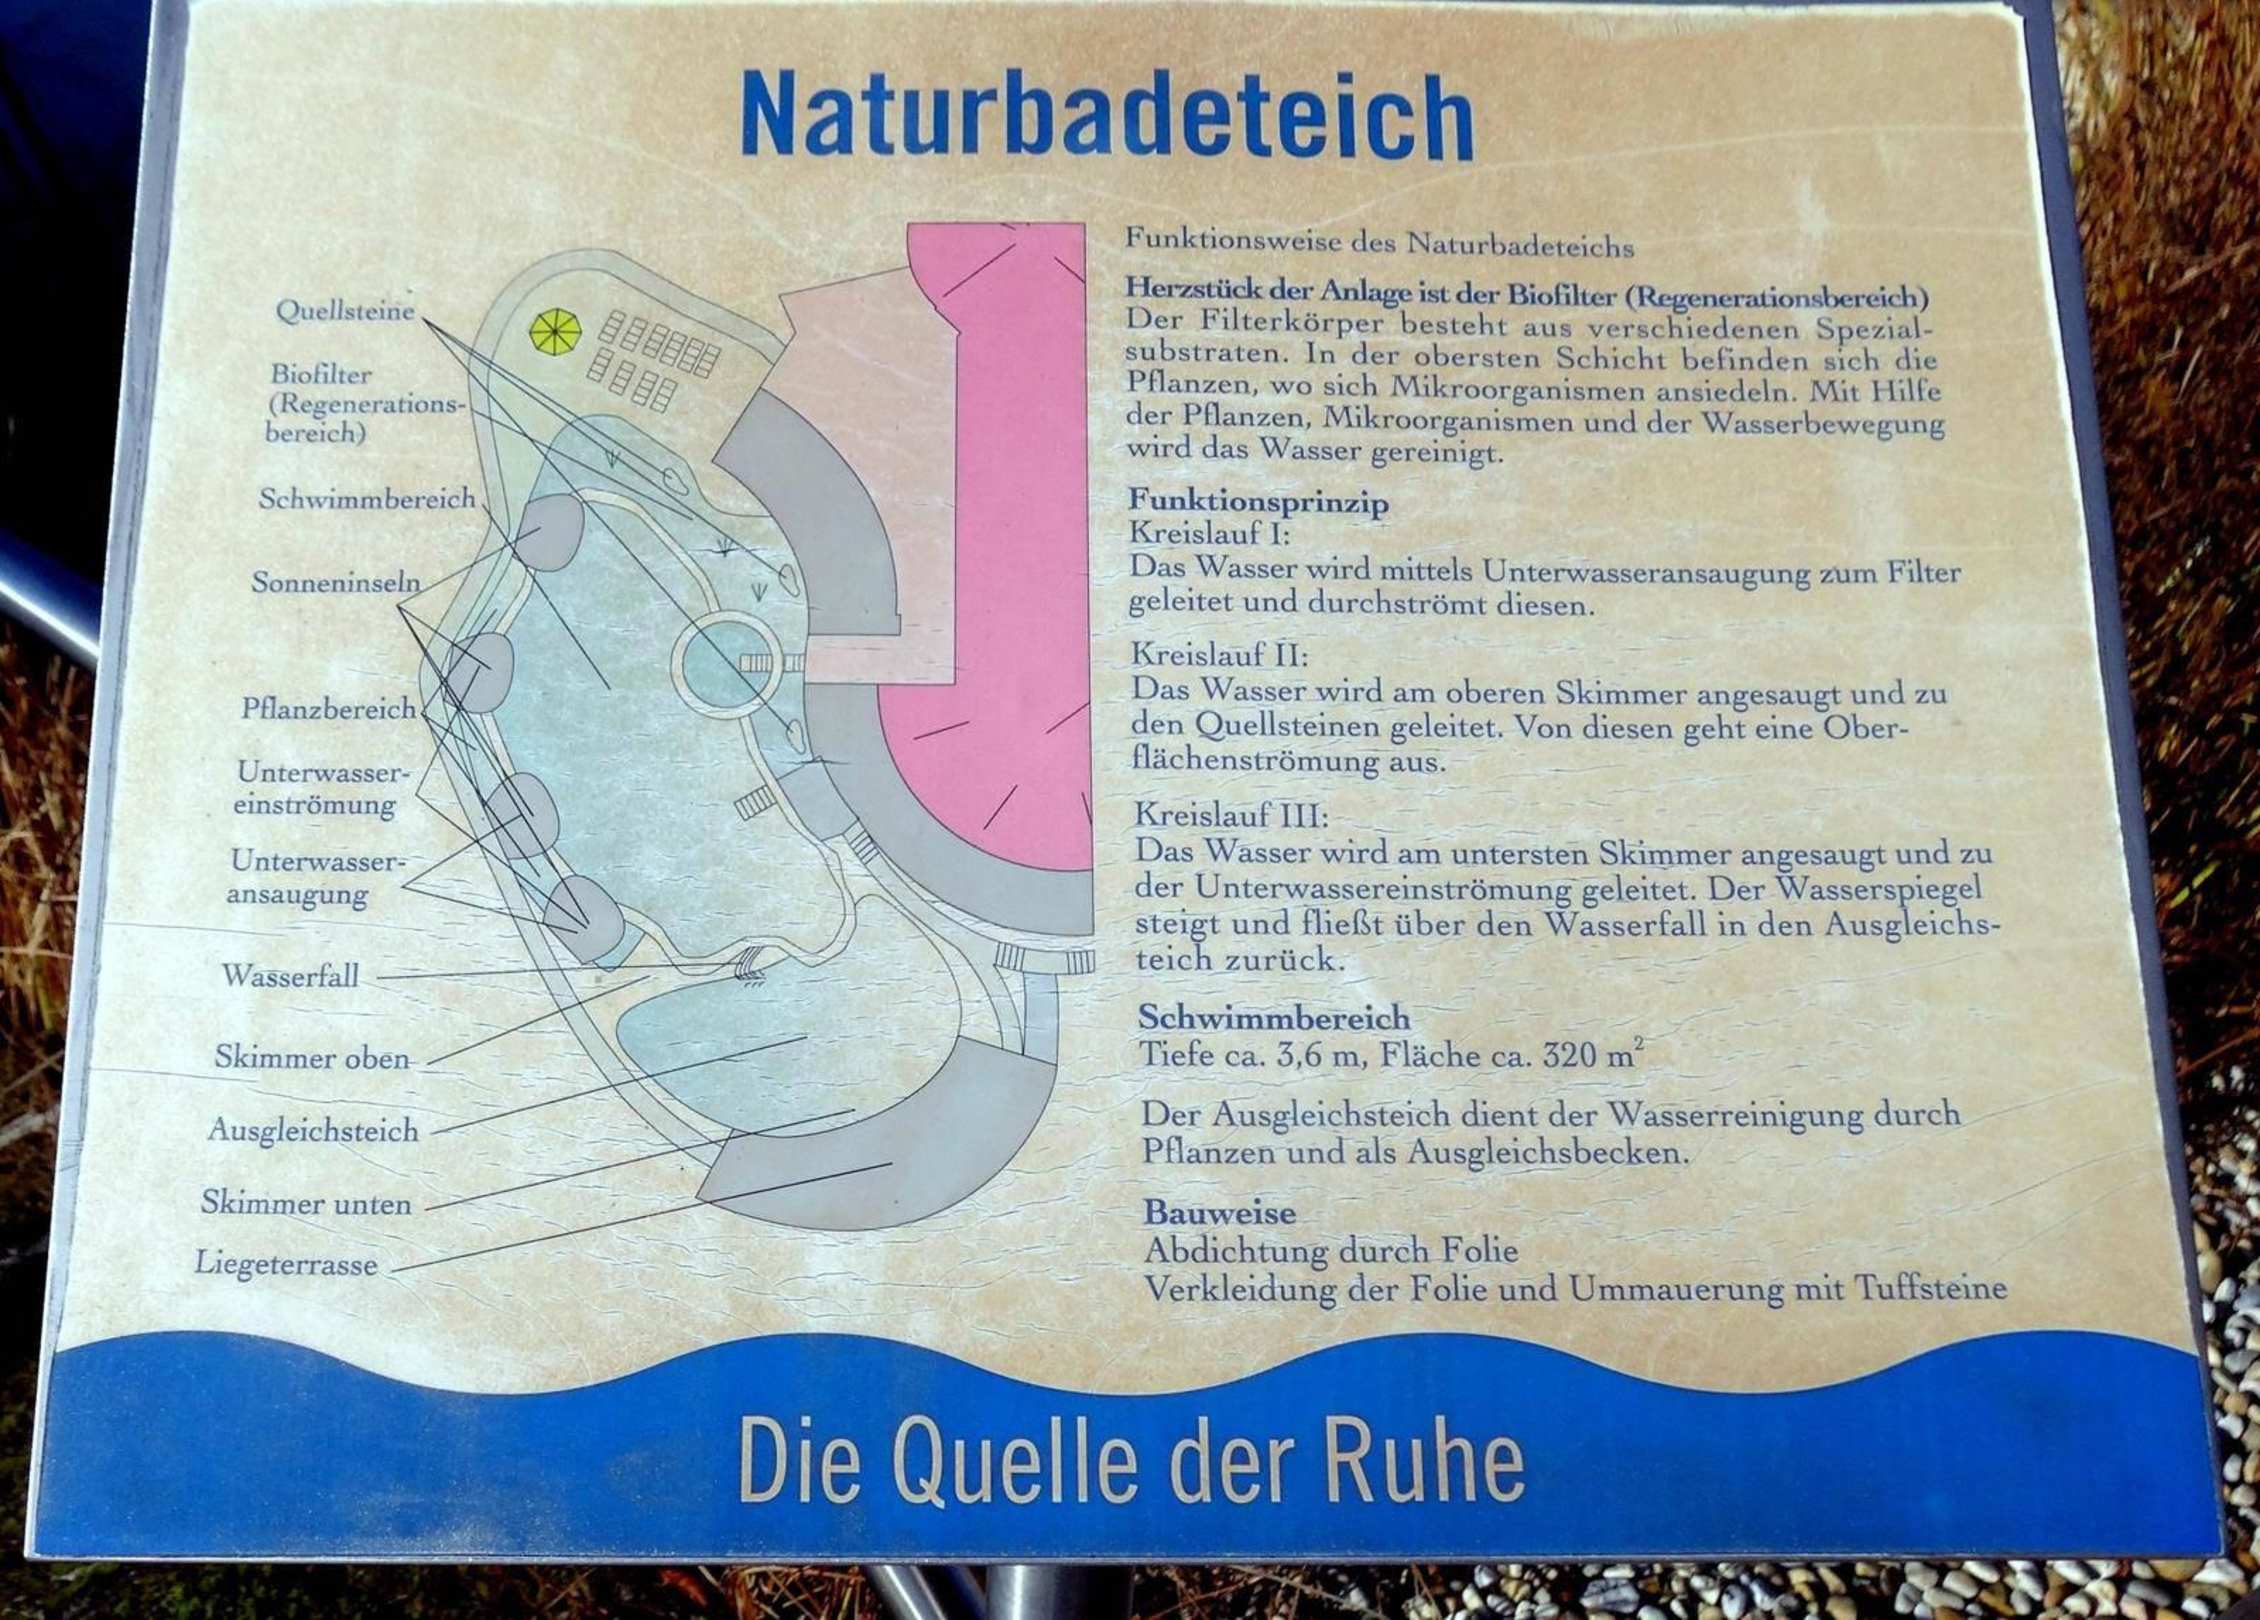 Naturbadeteich
Quellsteine
Biofilter
(Regenerations-
bereich)
Schwimmbereich
Sonneninseln
Pflanzbereich
Unterwasser-
einströmung
Unterwasser-
ansaugung
Wasserfall
Skimmer oben
Ausgleichsteich
Skimmer unten
Liegeterrasse
Funktionsweise des Naturbadeteichs
Herzstück der Anlage ist der Biofilter (Regenerationsbereich)
Der Filterkörper besteht aus verschiedenen Spezial-
substraten. In der obersten Schicht befinden sich die
Pflanzen, wo sich Mikroorganismen ansiedeln. Mit Hilfe
der Pflanzen, Mikroorganismen und der Wasserbewegung
wird das Wasser gereinigt.
Funktionsprinzip
Kreislauf I:
Das Wasser wird mittels Unterwasseransaugung zum Filter
geleitet und durchströmt diesen.
Kreislauf II:
Das Wasser wird am oberen Skimmer angesaugt und zu
den Quellsteinen geleitet. Von diesen geht eine Ober-
flächenströmung aus.
Kreislauf III:
Das Wasser wird am untersten Skimmer angesaugt und zu
der Unterwassereinströmung geleitet. Der Wasserspiegel
steigt und fließt über den Wasserfall in den Ausgleichs-
teich zurück.
Schwimmbereich
Tiefe ca. 3,6 m, Fläche ca. 320 m²
Der Ausgleichsteich dient der Wasserreinigung durch
Pflanzen und als Ausgleichsbecken.
Bauweise
Abdichtung durch Folie
Verkleidung der Folie und Ummauerung mit Tuffsteine
Die Quelle der Ruhe